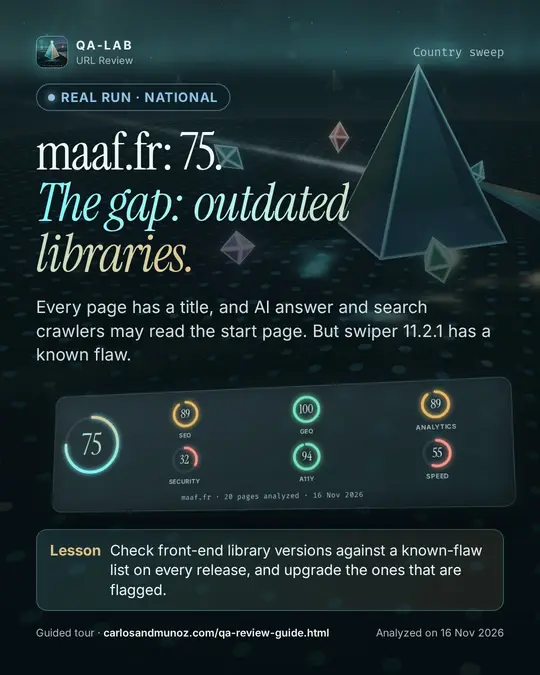 QA-LAB
URL Review
Country sweep
REAL RUN · NATIONAL
maaf.fr: 75.
The gap: outdated
libraries.
Every page has a title, and AI answer and search
crawlers may read the start page. But swiper 11.2.1 has a
known flaw.
75
89
SEO
100
GEO
89
ANALYTICS
32
SECURITY
94
A11Y
55
SPEED
maaf.fr · 20 pages analyzed · 16 Nov 2026
Lesson Check front-end library versions against a known-flaw
list on every release, and upgrade the ones that are
flagged.
Guided tour · carlosandmunoz.com/qa-review-guide.html
Analyzed on 16 Nov 2026